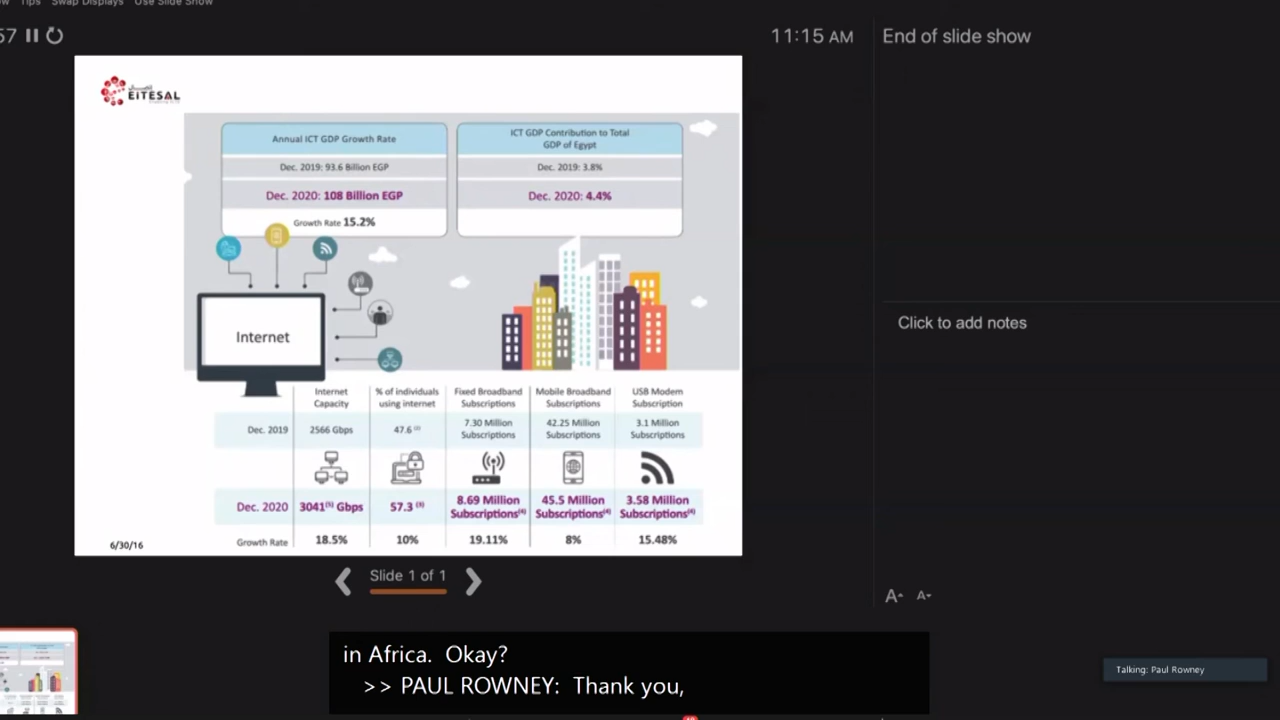 Tips Swap Displays Use Slide Show
57
11:15 AM
End of slide show
EiTESAL
Annual ICT GDP Growth Rate
Dec. 2019: 93.6 Billion EGP
Dec. 2020: 108 Billion EGP
Growth Rate 15.2%
ICT GDP Contribution to Total
GDP of Egypt
Dec. 2019: 3.8%
Dec. 2020: 4.4%
Internet
Internet
Capacity
% of individuals
using internet
Fixed Broadband
Subscriptions
Mobile Broadband
Subscriptions
USB Modem
Subscription
Dec. 2019
2566 Gbps
47.6
7.30 Million
Subscriptions
42.25 Million
Subscriptions
3.1 Million
Subscriptions
Dec. 2020
3041⁽⁵⁾ Gbps
57.3
8.69 Million
Subscriptions⁽⁴⁾
45.5 Million
Subscriptions⁽⁴⁾
3.58 Million
Subscriptions⁽⁴⁾
Growth Rate
18.5%
10%
19.11%
8%
15.48%
6/30/16
Click to add notes
Slide 1 of 1
A A
in Africa. Okay?
>> PAUL ROWNEY: Thank you,
Talking: Paul Rowney